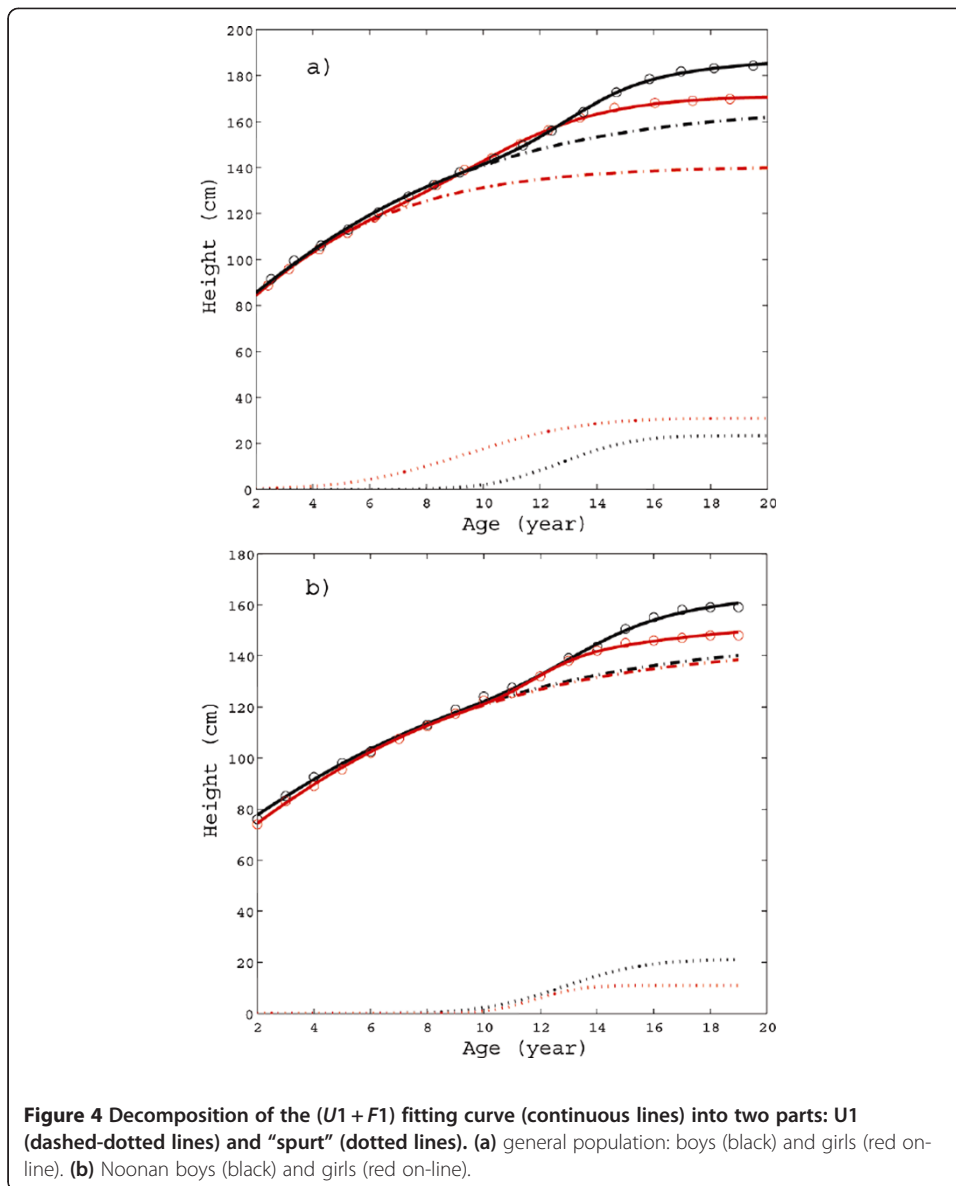 a)
200
180
160
140
120
100
80
60
40
20
0
Height (cm)
2 4 6 8 10 12 14 16 18 20
Age (year)
b)
180
160
140
120
100
80
60
40
20
0
Height (cm)
2 4 6 8 10 12 14 16 18 20
Age (year)
Figure 4 Decomposition of the (U1 + F1) fitting curve (continuous lines) into two parts: U1
(dashed-dotted lines) and “spurt” (dotted lines). (a) general population: boys (black) and girls (red on-
line). (b) Noonan boys (black) and girls (red on-line).